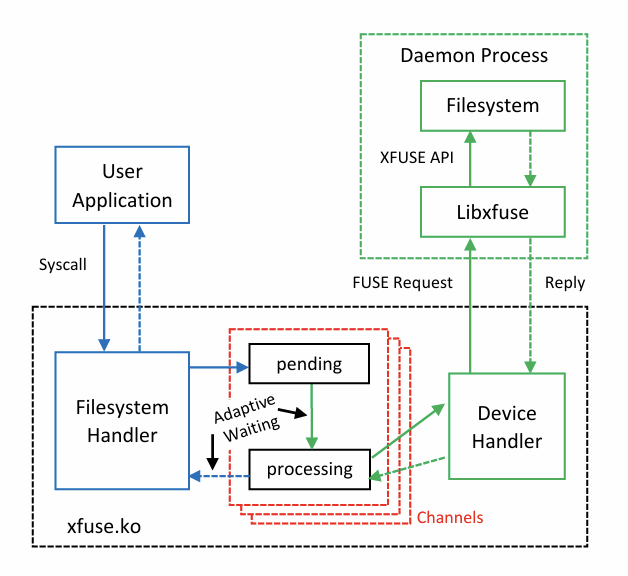 Daemon Process
Filesystem
XFUSE API
Libxfuse
User
Application
Syscall
FUSE Request
Reply
pending
Filesystem
Handler
Adaptive
Waiting
processing
Device
Handler
Channels
xfuse.ko